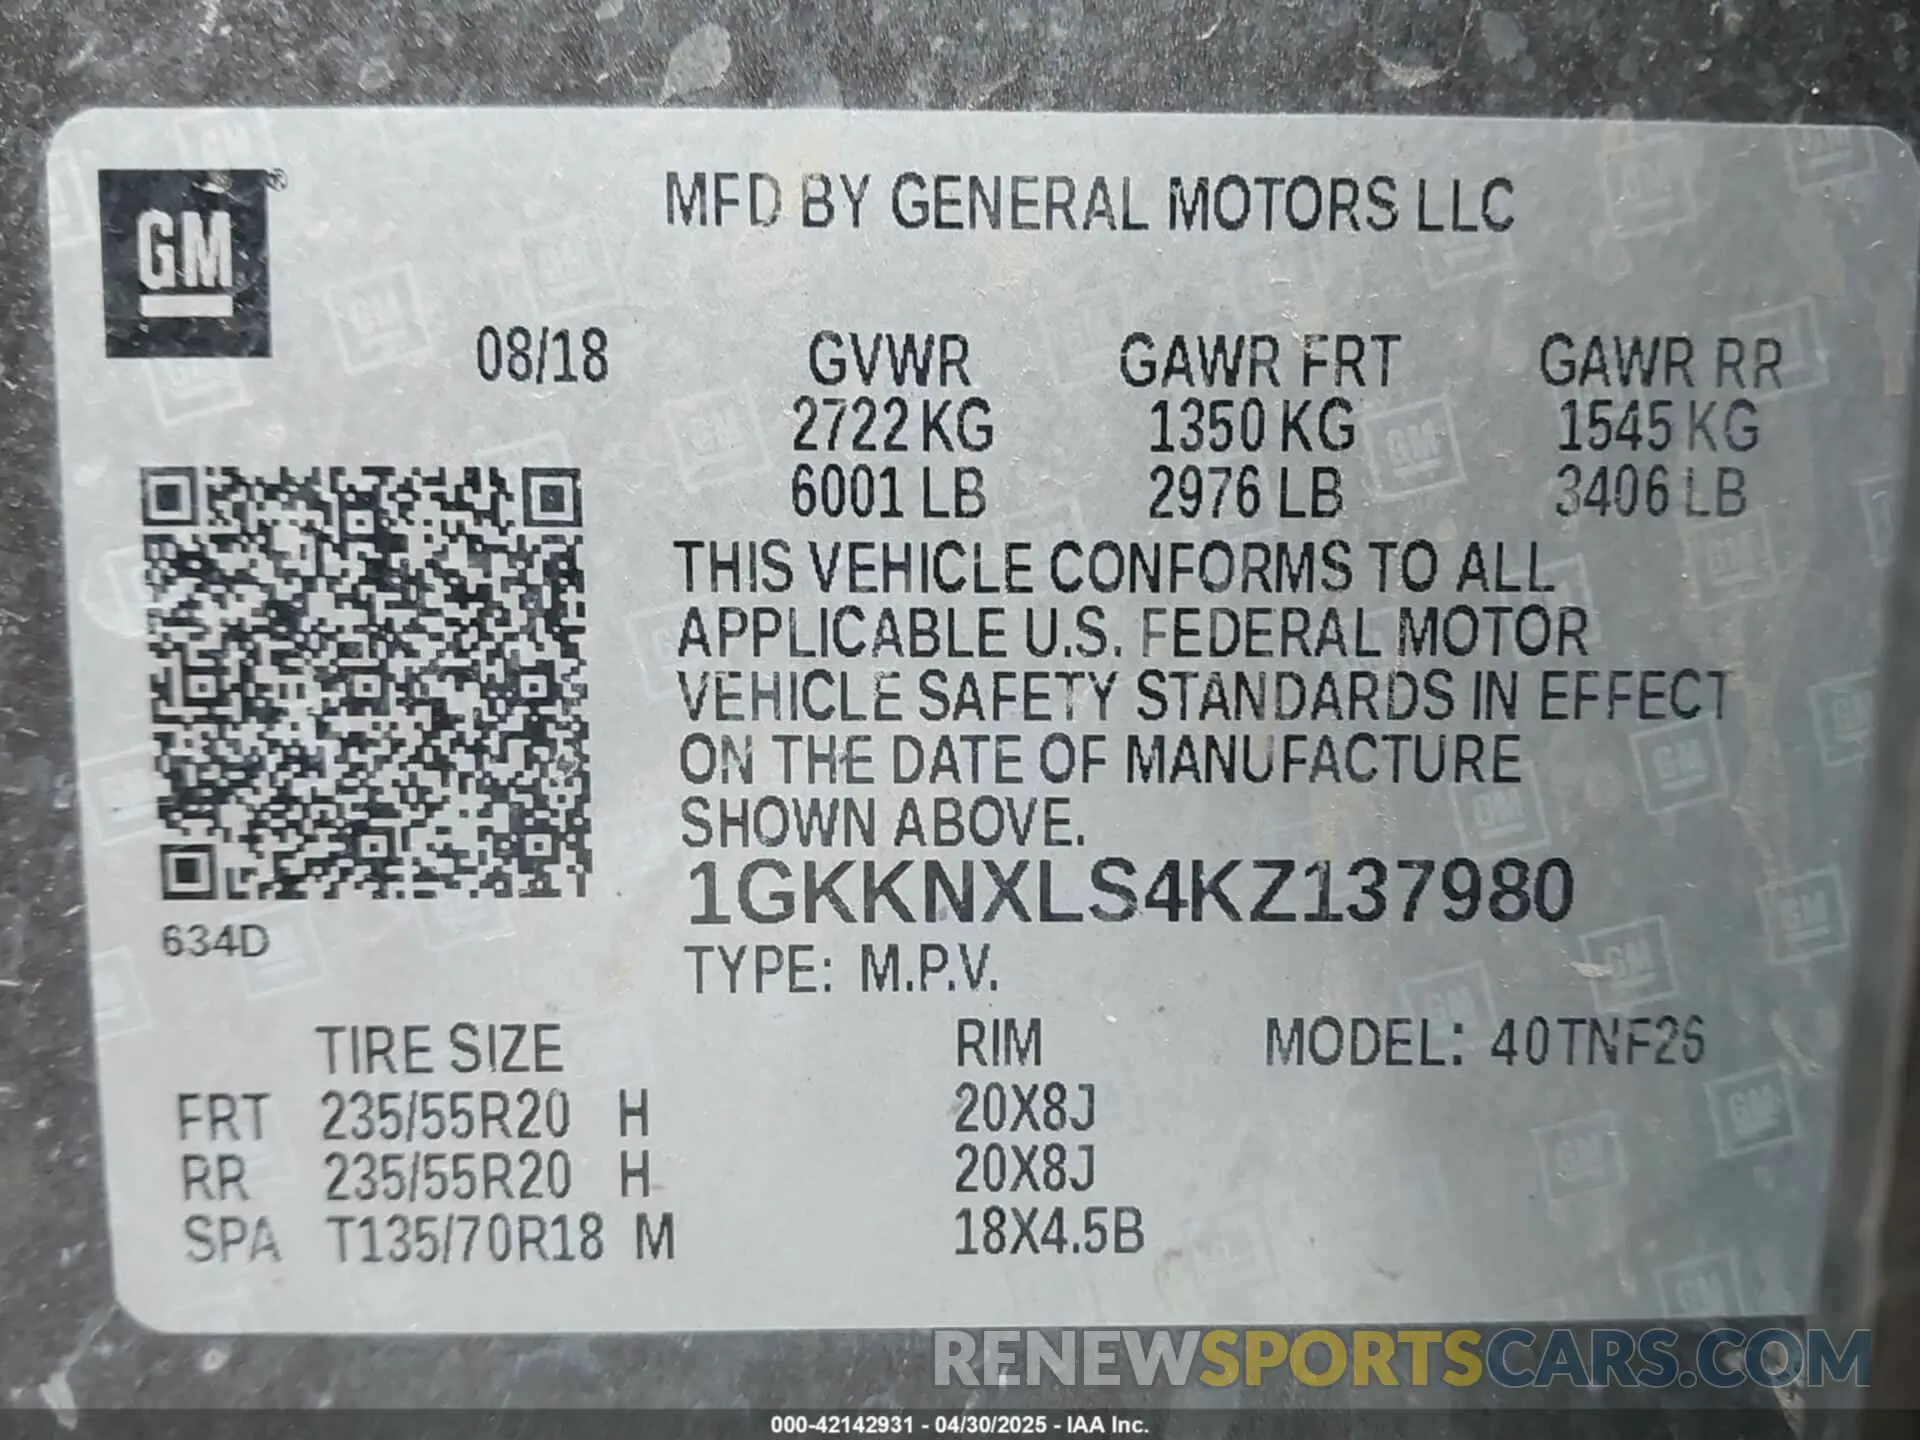 GM®
MFD BY GENERAL MOTORS LLC
08/18 GVWR GAWR FRT GAWR RR
2722 KG 1350 KG 1545 KG
6001 LB 2976 LB 3406 LB
THIS VEHICLE CONFORMS TO ALL
APPLICABLE U.S. FEDERAL MOTOR
VEHICLE SAFETY STANDARDS IN EFFECT
ON THE DATE OF MANUFACTURE
SHOWN ABOVE.
1GKKNXLS4KZ137980
634D
TYPE: M.P.V.
TIRE SIZE RIM MODEL: 40TNF26
FRT 235/55R20 H 20X8J
RR 235/55R20 H 20X8J
SPA T135/70R18 M 18X4.5B
RENEWSPORTSCARS.COM
000-42142931 - 04/30/2025 - IAA Inc.